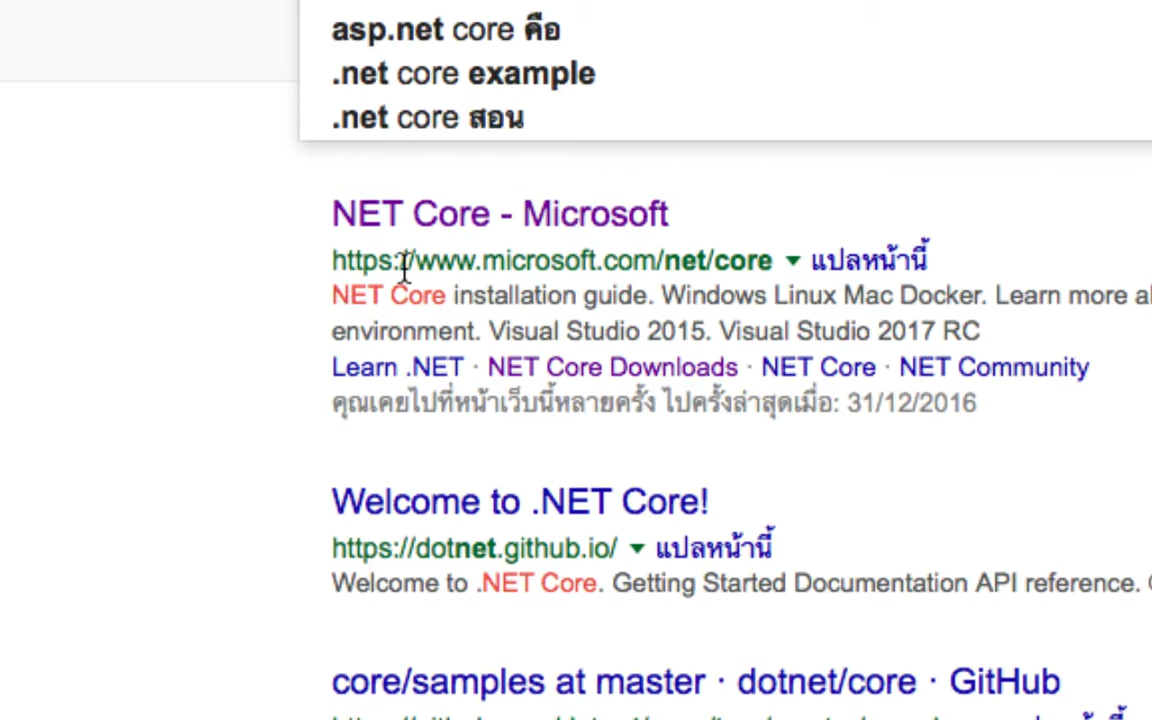 asp.net core คือ
.net core example
.net core สอน
NET Core - Microsoft
https://www.microsoft.com/net/core ▼ แปลหน้านี้
NET Core installation guide. Windows Linux Mac Docker. Learn more
environment. Visual Studio 2015. Visual Studio 2017 RC
Learn .NET · NET Core Downloads · NET Core · NET Community
คุณเคยไปที่หน้าเว็บนี้หลายครั้ง ไปครั้งล่าสุดเมื่อ: 31/12/2016
Welcome to .NET Core!
https://dotnet.github.io/ ▼ แปลหน้านี้
Welcome to .NET Core. Getting Started Documentation API reference.
core/samples at master · dotnet/core · GitHub